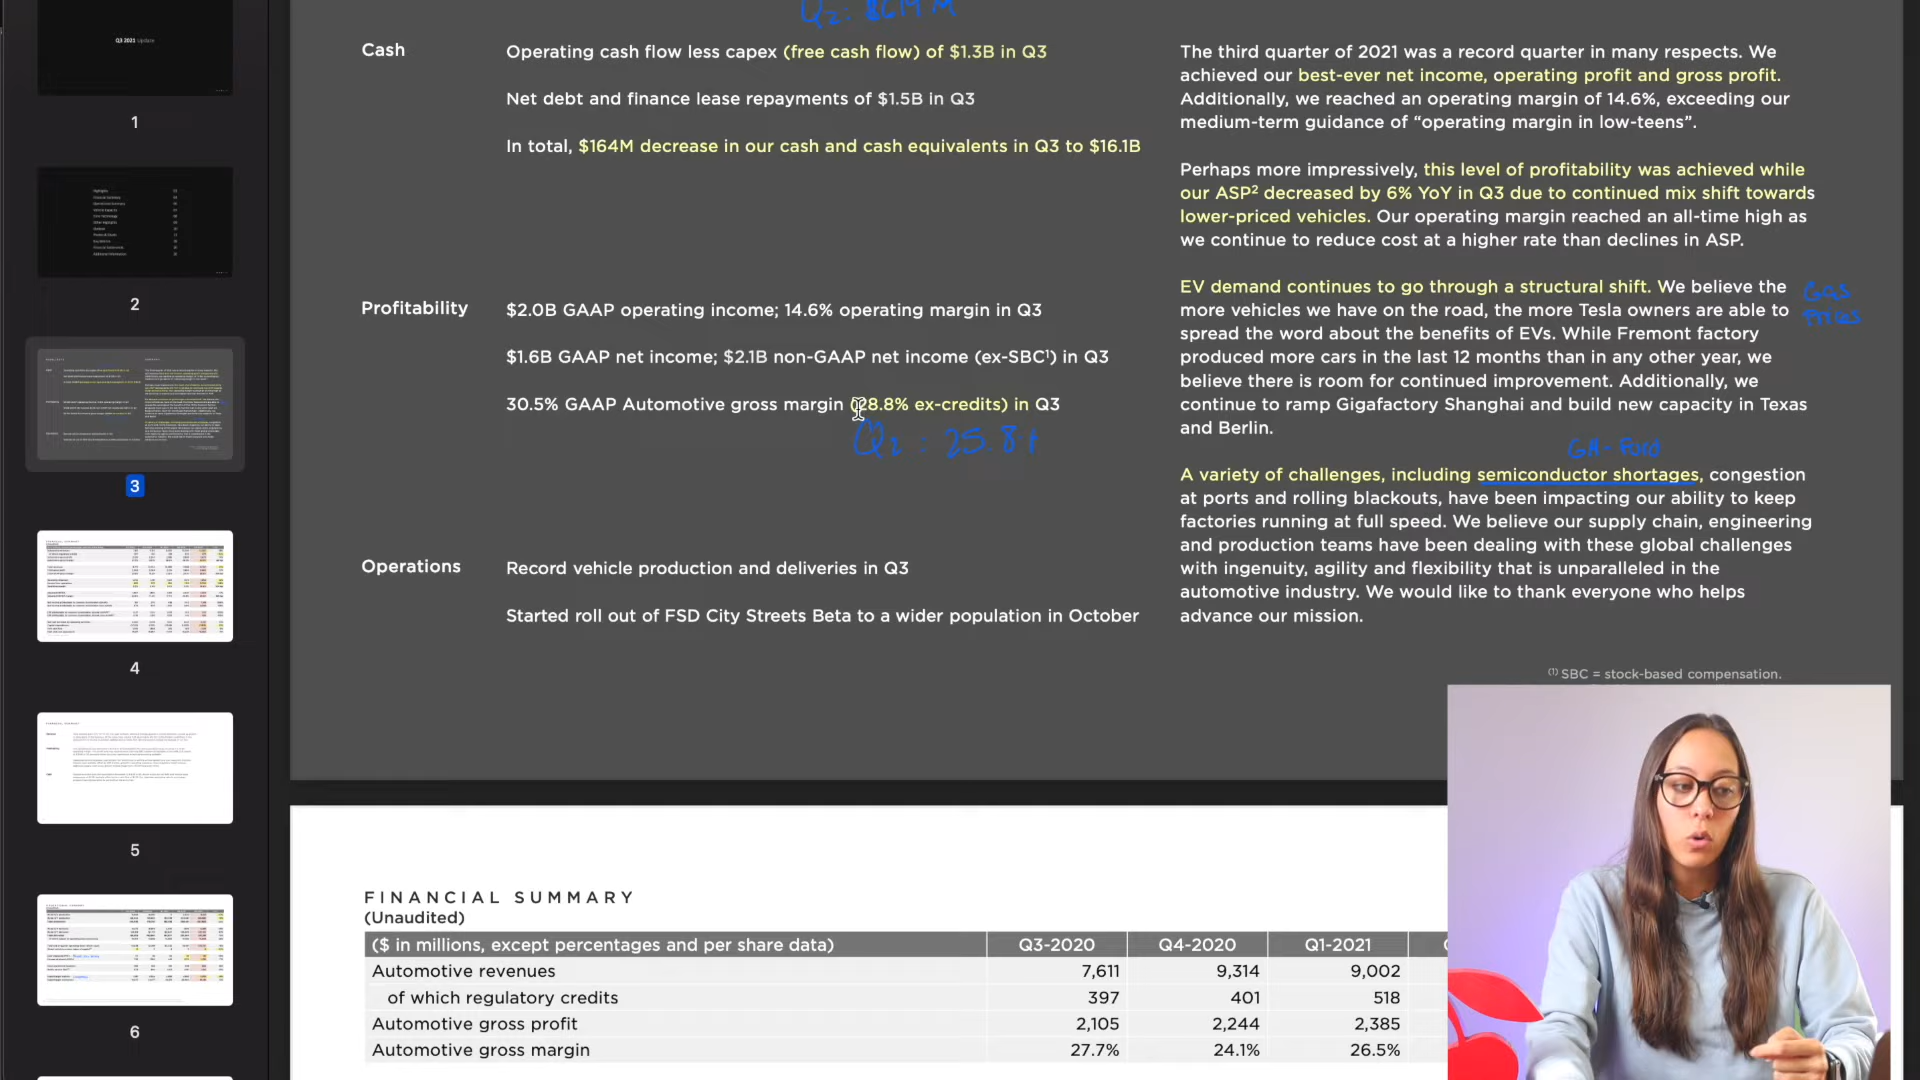 Q3 2021 Update
1
2
3
4
5
6
Q2: $619M
Cash
Operating cash flow less capex (free cash flow) of $1.3B in Q3
Net debt and finance lease repayments of $1.5B in Q3
In total, $164M decrease in our cash and cash equivalents in Q3 to $16.1B
Profitability
$2.0B GAAP operating income; 14.6% operating margin in Q3
$1.6B GAAP net income; $2.1B non-GAAP net income (ex-SBC¹) in Q3
30.5% GAAP Automotive gross margin (28.8% ex-credits) in Q3
Q2: 25.8%
Operations
Record vehicle production and deliveries in Q3
Started roll out of FSD City Streets Beta to a wider population in October
The third quarter of 2021 was a record quarter in many respects. We
achieved our best-ever net income, operating profit and gross profit.
Additionally, we reached an operating margin of 14.6%, exceeding our
medium-term guidance of “operating margin in low-teens”.
Perhaps more impressively, this level of profitability was achieved while
our ASP² decreased by 6% YoY in Q3 due to continued mix shift towards
lower-priced vehicles. Our operating margin reached an all-time high as
we continue to reduce cost at a higher rate than declines in ASP.
EV demand continues to go through a structural shift. We believe the
more vehicles we have on the road, the more Tesla owners are able to
spread the word about the benefits of EVs. While Fremont factory
produced more cars in the last 12 months than in any other year, we
believe there is room for continued improvement. Additionally, we
continue to ramp Gigafactory Shanghai and build new capacity in Texas
and Berlin.
Gas
Prices
GM - Ford
A variety of challenges, including semiconductor shortages, congestion
at ports and rolling blackouts, have been impacting our ability to keep
factories running at full speed. We believe our supply chain, engineering
and production teams have been dealing with these global challenges
with ingenuity, agility and flexibility that is unparalleled in the
automotive industry. We would like to thank everyone who helps
advance our mission.
(1) SBC = stock-based compensation.
FINANCIAL SUMMARY
(Unaudited)
($ in millions, except percentages and per share data) Q3-2020 Q4-2020 Q1-2021
Automotive revenues 7,611 9,314 9,002
of which regulatory credits 397 401 518
Automotive gross profit 2,105 2,244 2,385
Automotive gross margin 27.7% 24.1% 26.5%